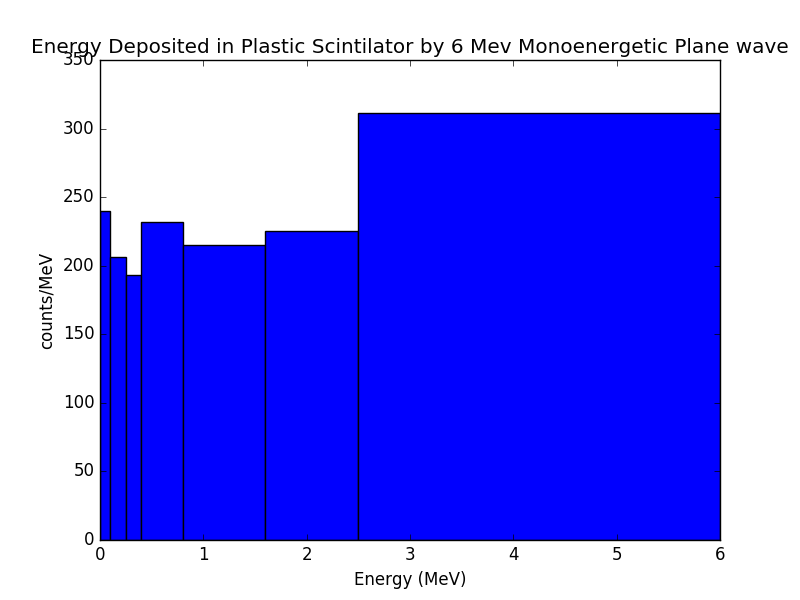 Energy Deposited in Plastic Scintilator by 6 Mev Monoenergetic Plane wave
350
300
250
200
150
100
50
0
counts/MeV
0 1 2 3 4 5 6
Energy (MeV)